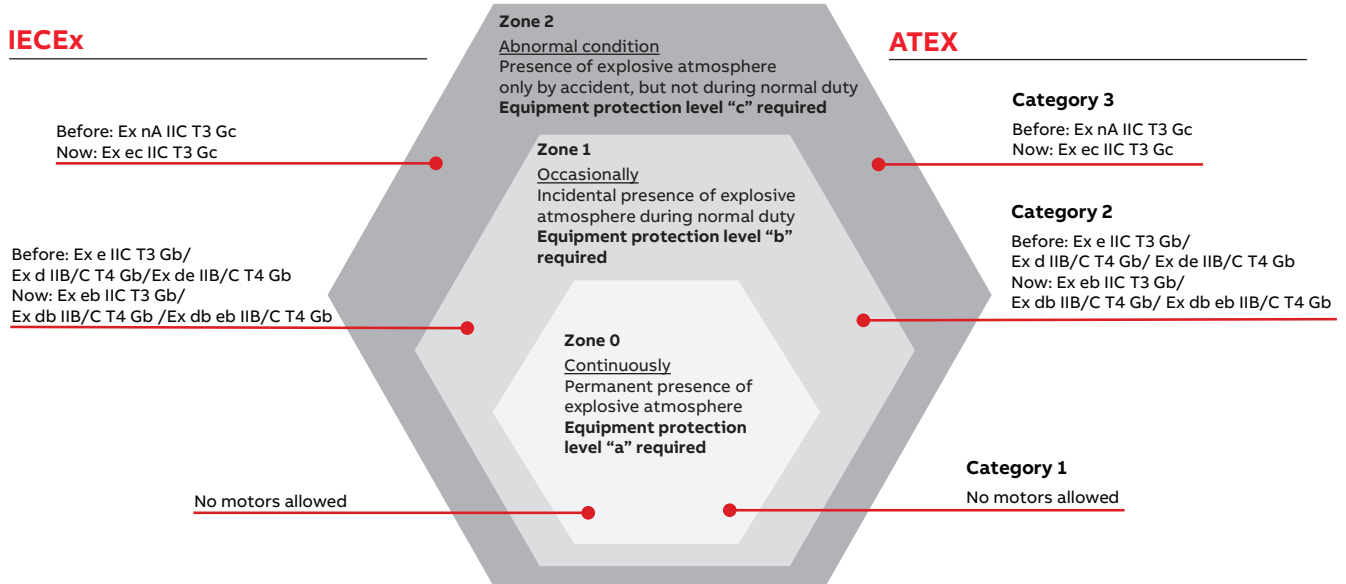 IECEx
Before: Ex nA IIC T3 Gc
Now: Ex ec IIC T3 Gc
Before: Ex e IIC T3 Gb/
Ex d IIB/C T4 Gb/Ex de IIB/C T4 Gb
Now: Ex eb IIC T3 Gb/
Ex db IIB/C T4 Gb /Ex db eb IIB/C T4 Gb
No motors allowed
Zone 2
Abnormal condition
Presence of explosive atmosphere
only by accident, but not during normal duty
Equipment protection level “c” required
Zone 1
Occasionally
Incidental presence of explosive
atmosphere during normal duty
Equipment protection level “b”
required
Zone 0
Continuously
Permanent presence of
explosive atmosphere
Equipment protection
level “a” required
ATEX
Category 3
Before: Ex nA IIC T3 Gc
Now: Ex ec IIC T3 Gc
Category 2
Before: Ex e IIC T3 Gb/
Ex d IIB/C T4 Gb/ Ex de IIB/C T4 Gb
Now: Ex eb IIC T3 Gb/
Ex db IIB/C T4 Gb/ Ex db eb IIB/C T4 Gb
Category 1
No motors allowed